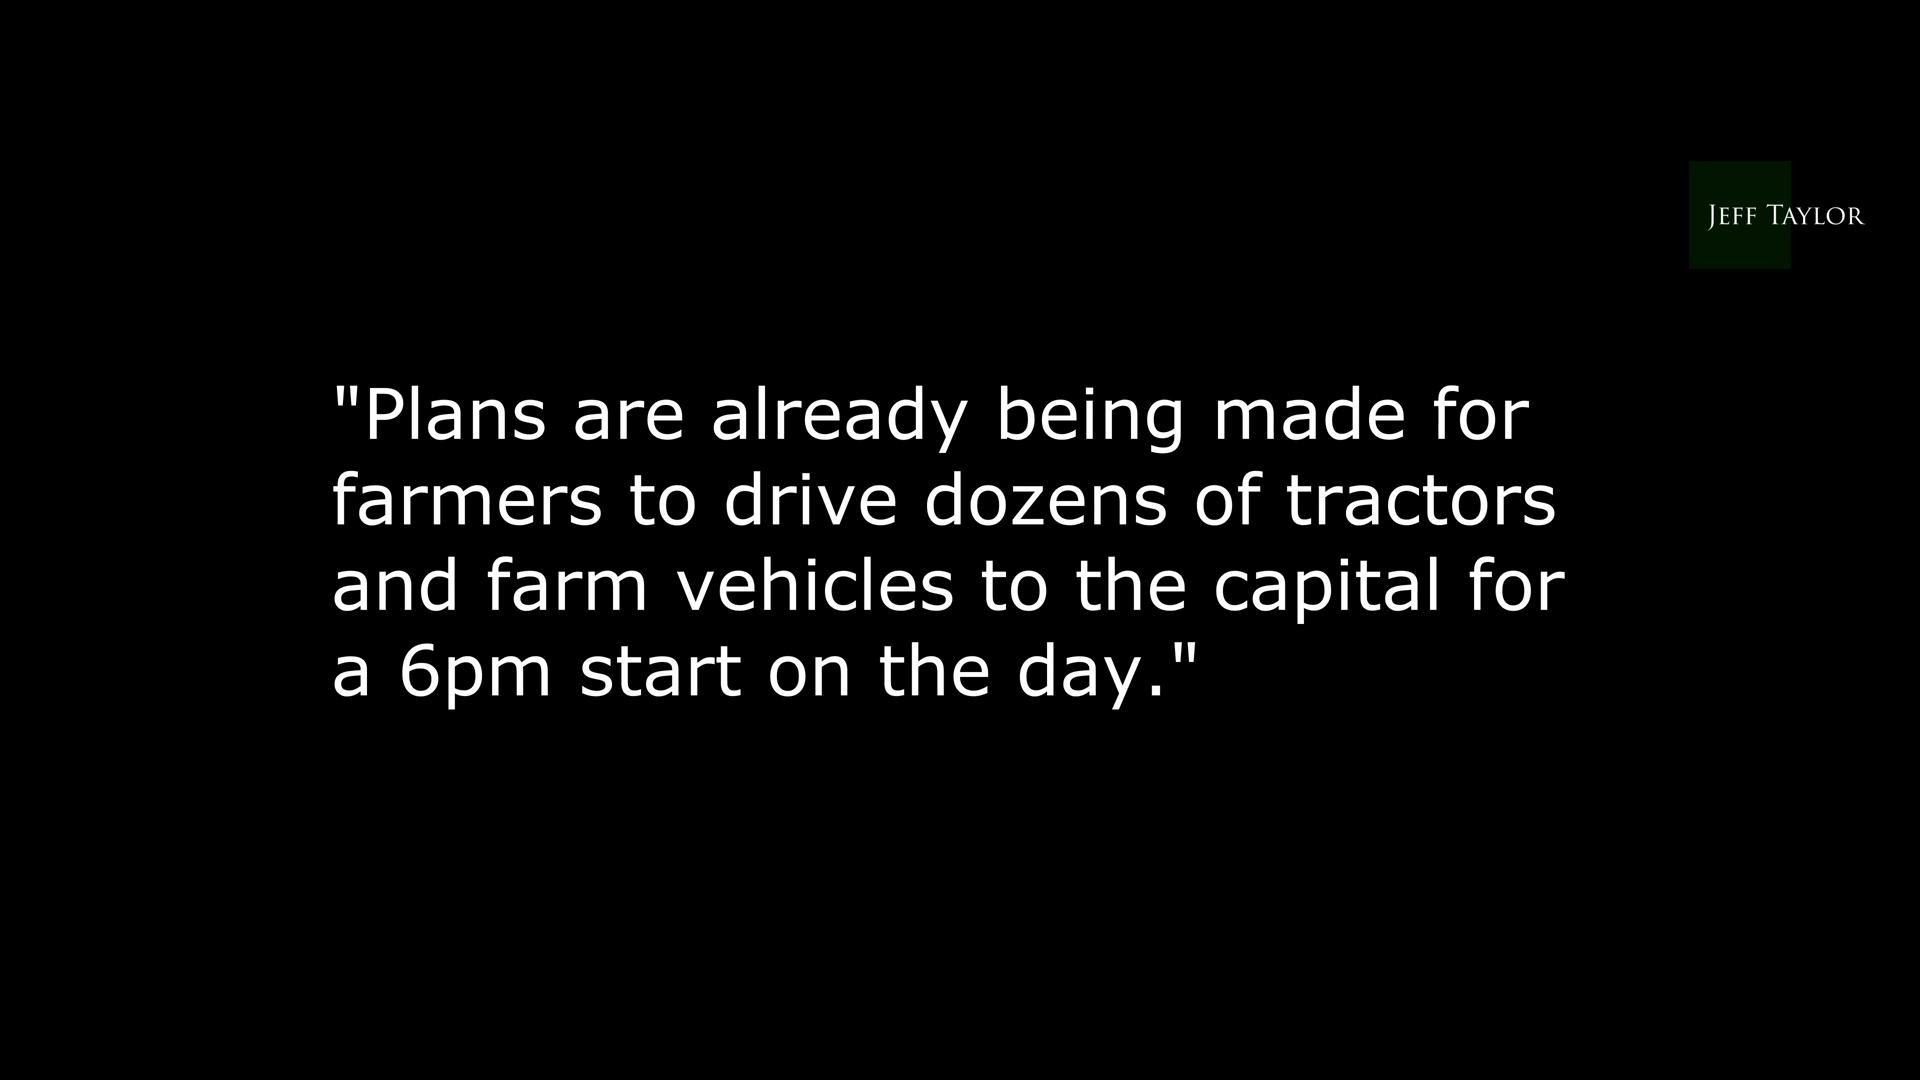 Jeff Taylor
"Plans are already being made for
farmers to drive dozens of tractors
and farm vehicles to the capital for
a 6pm start on the day."